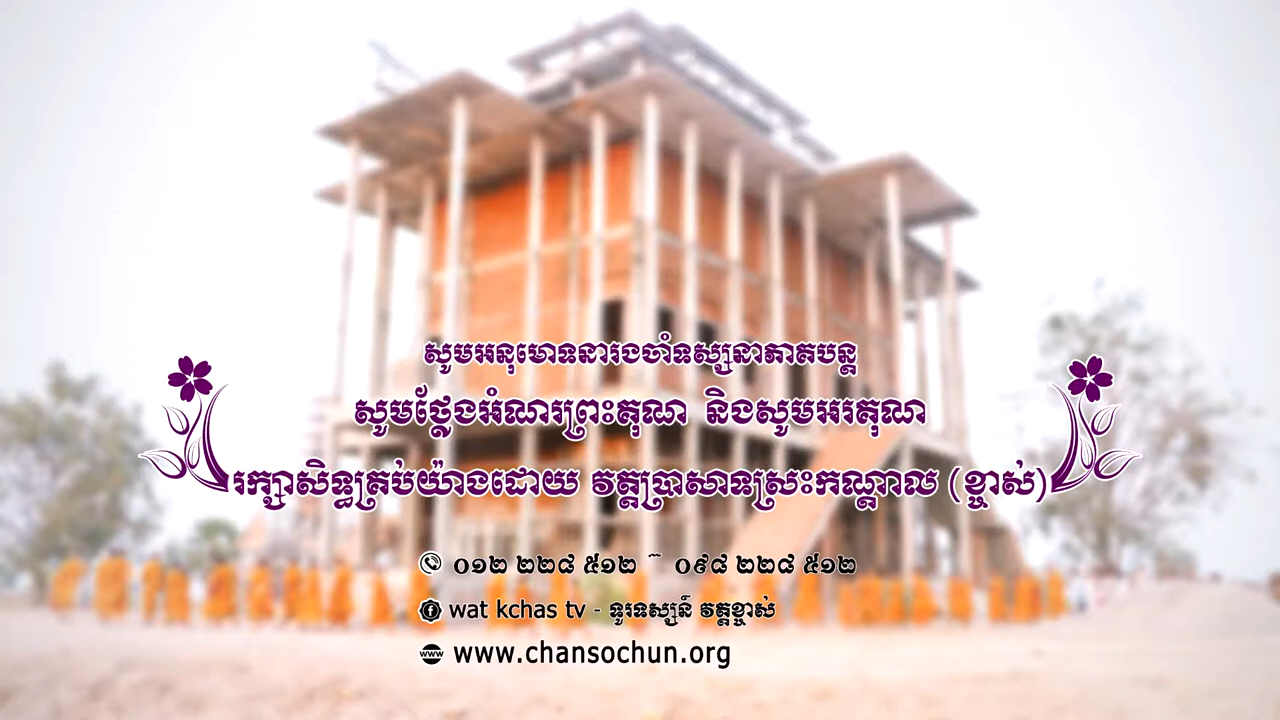 សូមអនុមោទនារងចាំទស្សនាភាគបន្ត
សូមថ្លែងអំណរព្រះគុណ និងសូមអរគុណ
រក្សាសិទ្ធគ្រប់យ៉ាងដោយ វត្តប្រាសាទស្រះកណ្តាល (ខ្ចាស់)
០១២ ២២៨ ៥១២ - ០៩៨ ២២៨ ៥១២
wat kchas tv - ទូរទស្សន៍ វត្តខ្ចាស់
www.chansochun.org